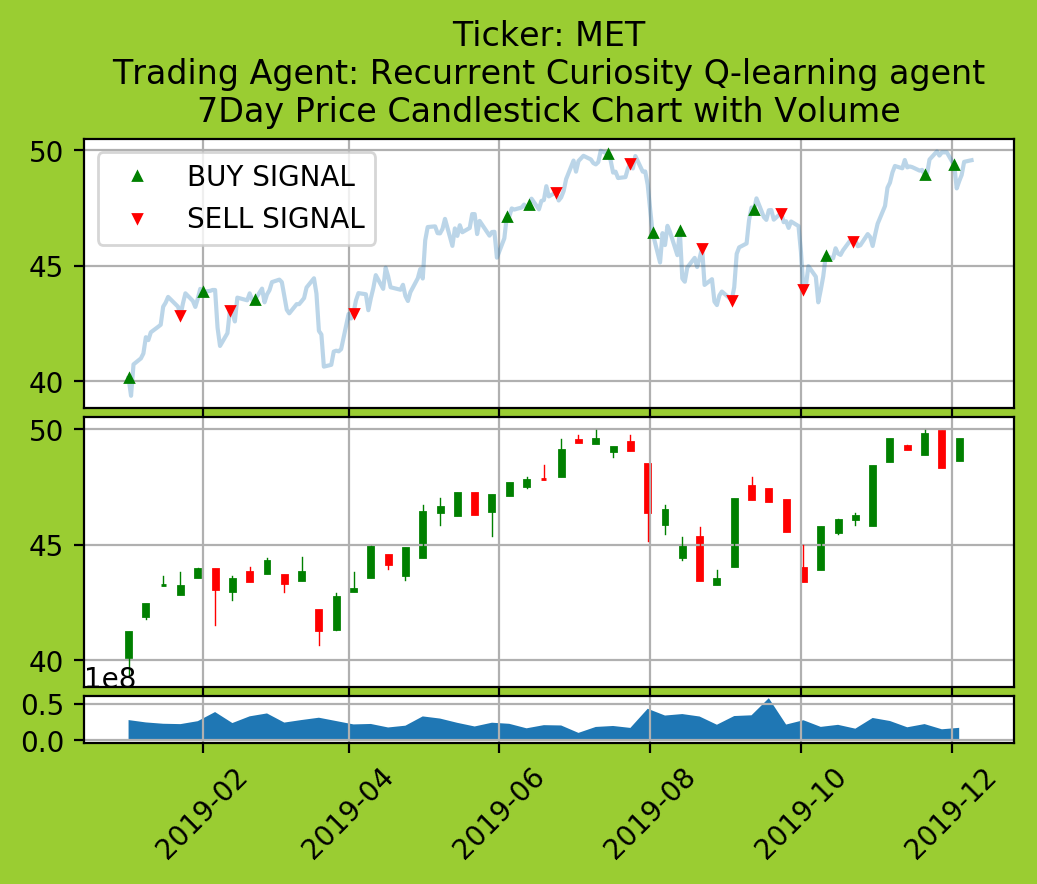 Ticker: MET
Trading Agent: Recurrent Curiosity Q-learning agent
7Day Price Candlestick Chart with Volume
50
BUY SIGNAL
SELL SIGNAL
45
40
50
45
40
1e8
0.5
0.0
2019-02 2019-04 2019-06 2019-08 2019-10 2019-12